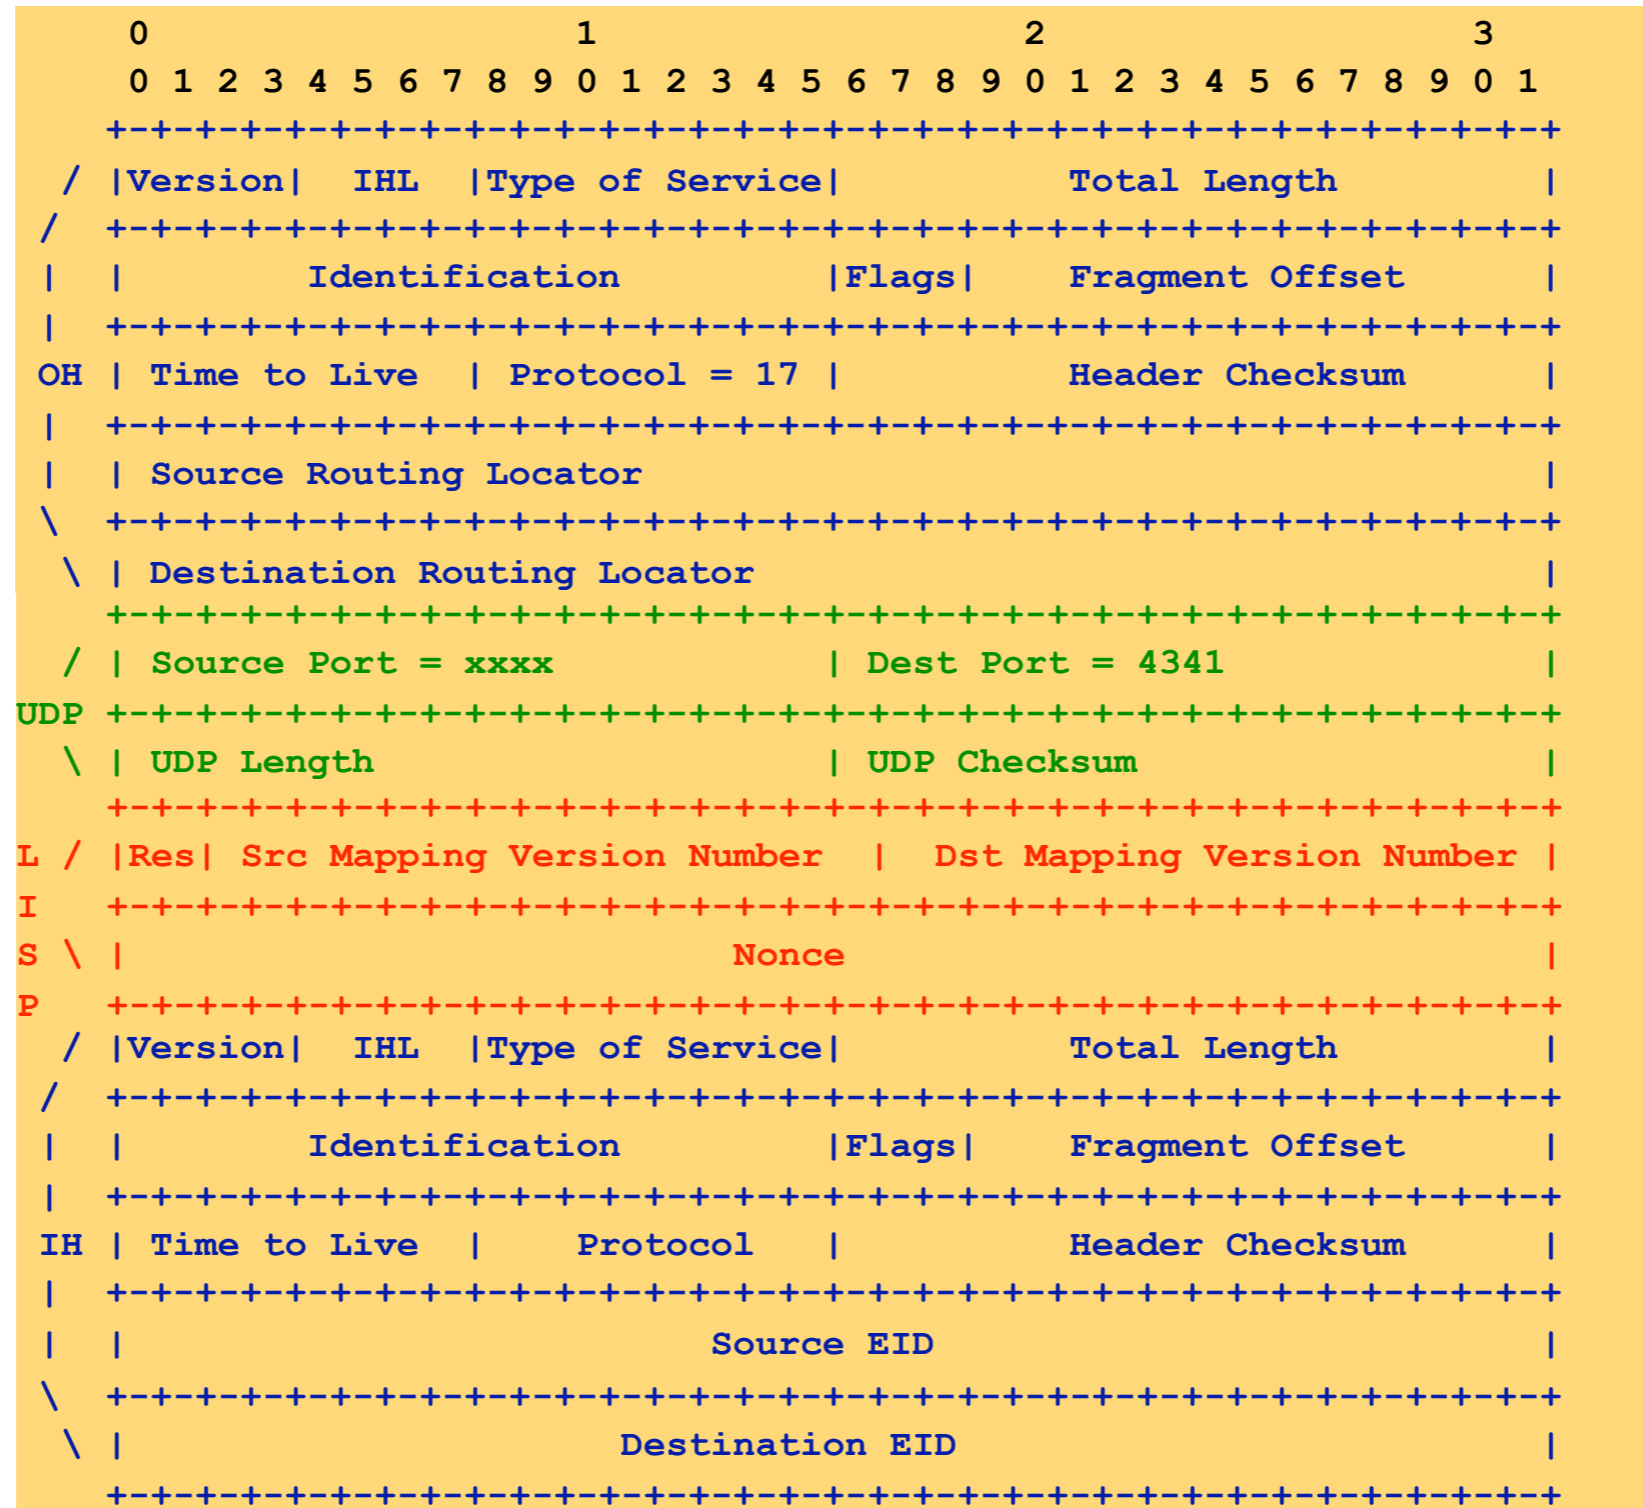 0                   1                   2                   3
    0 1 2 3 4 5 6 7 8 9 0 1 2 3 4 5 6 7 8 9 0 1 2 3 4 5 6 7 8 9 0 1
    +-+-+-+-+-+-+-+-+-+-+-+-+-+-+-+-+-+-+-+-+-+-+-+-+-+-+-+-+-+-+-+-+
  / |Version|  IHL  |Type of Service|          Total Length         |
 /  +-+-+-+-+-+-+-+-+-+-+-+-+-+-+-+-+-+-+-+-+-+-+-+-+-+-+-+-+-+-+-+-+
 |  |        Identification         |Flags|    Fragment Offset      |
 |  +-+-+-+-+-+-+-+-+-+-+-+-+-+-+-+-+-+-+-+-+-+-+-+-+-+-+-+-+-+-+-+-+
 OH | Time to Live  | Protocol = 17 |          Header Checksum      |
 |  +-+-+-+-+-+-+-+-+-+-+-+-+-+-+-+-+-+-+-+-+-+-+-+-+-+-+-+-+-+-+-+-+
 |  | Source Routing Locator                                        |
 \  +-+-+-+-+-+-+-+-+-+-+-+-+-+-+-+-+-+-+-+-+-+-+-+-+-+-+-+-+-+-+-+-+
  \ | Destination Routing Locator                                   |
    +-+-+-+-+-+-+-+-+-+-+-+-+-+-+-+-+-+-+-+-+-+-+-+-+-+-+-+-+-+-+-+-+
  / | Source Port = xxxx            | Dest Port = 4341              |
UDP +-+-+-+-+-+-+-+-+-+-+-+-+-+-+-+-+-+-+-+-+-+-+-+-+-+-+-+-+-+-+-+-+
  \ | UDP Length                    | UDP Checksum                  |
    +-+-+-+-+-+-+-+-+-+-+-+-+-+-+-+-+-+-+-+-+-+-+-+-+-+-+-+-+-+-+-+-+
L / |Res| Src Mapping Version Number  |  Dst Mapping Version Number |
I   +-+-+-+-+-+-+-+-+-+-+-+-+-+-+-+-+-+-+-+-+-+-+-+-+-+-+-+-+-+-+-+-+
S \ |                           Nonce                               |
P   +-+-+-+-+-+-+-+-+-+-+-+-+-+-+-+-+-+-+-+-+-+-+-+-+-+-+-+-+-+-+-+-+
  / |Version|  IHL  |Type of Service|          Total Length         |
 /  +-+-+-+-+-+-+-+-+-+-+-+-+-+-+-+-+-+-+-+-+-+-+-+-+-+-+-+-+-+-+-+-+
 |  |        Identification         |Flags|    Fragment Offset      |
 |  +-+-+-+-+-+-+-+-+-+-+-+-+-+-+-+-+-+-+-+-+-+-+-+-+-+-+-+-+-+-+-+-+
 IH | Time to Live  |    Protocol   |          Header Checksum      |
 |  +-+-+-+-+-+-+-+-+-+-+-+-+-+-+-+-+-+-+-+-+-+-+-+-+-+-+-+-+-+-+-+-+
 |  |                          Source EID                           |
 \  +-+-+-+-+-+-+-+-+-+-+-+-+-+-+-+-+-+-+-+-+-+-+-+-+-+-+-+-+-+-+-+-+
  \ |                      Destination EID                          |
    +-+-+-+-+-+-+-+-+-+-+-+-+-+-+-+-+-+-+-+-+-+-+-+-+-+-+-+-+-+-+-+-+